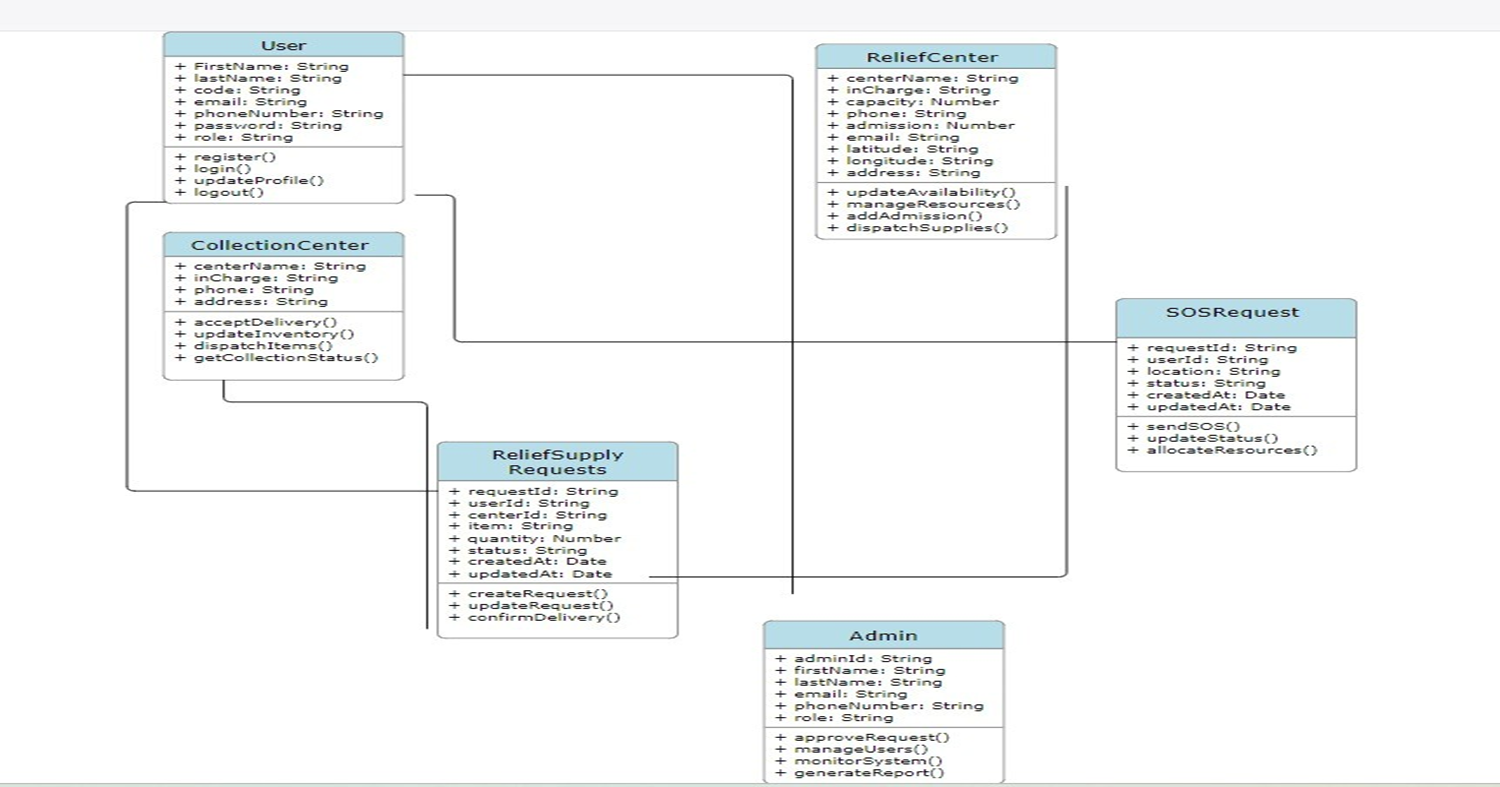 User
+ FirstName: String
+ lastName: String
+ code: String
+ email: String
+ phoneNumber: String
+ password: String
+ role: String
+ register()
+ login()
+ updateProfile()
+ logout()
ReliefCenter
+ centerName: String
+ inCharge: String
+ capacity: Number
+ phone: String
+ admission: Number
+ email: String
+ latitude: String
+ longitude: String
+ address: String
+ updateAvailability()
+ manageResources()
+ addAdmission()
+ dispatchSupplies()
CollectionCenter
+ centerName: String
+ inCharge: String
+ phone: String
+ address: String
+ acceptDelivery()
+ updateInventory()
+ dispatchItems()
+ getCollectionStatus()
SOSRequest
+ requestId: String
+ userId: String
+ location: String
+ status: String
+ createdAt: Date
+ updatedAt: Date
+ sendSOS()
+ updateStatus()
+ allocateResources()
ReliefSupply
Requests
+ requestId: String
+ userId: String
+ centerId: String
+ item: String
+ quantity: Number
+ status: String
+ createdAt: Date
+ updatedAt: Date
+ createRequest()
+ updateRequest()
+ confirmDelivery()
Admin
+ adminId: String
+ firstName: String
+ lastName: String
+ email: String
+ phoneNumber: String
+ role: String
+ approveRequest()
+ manageUsers()
+ monitorSystem()
+ generateReport()